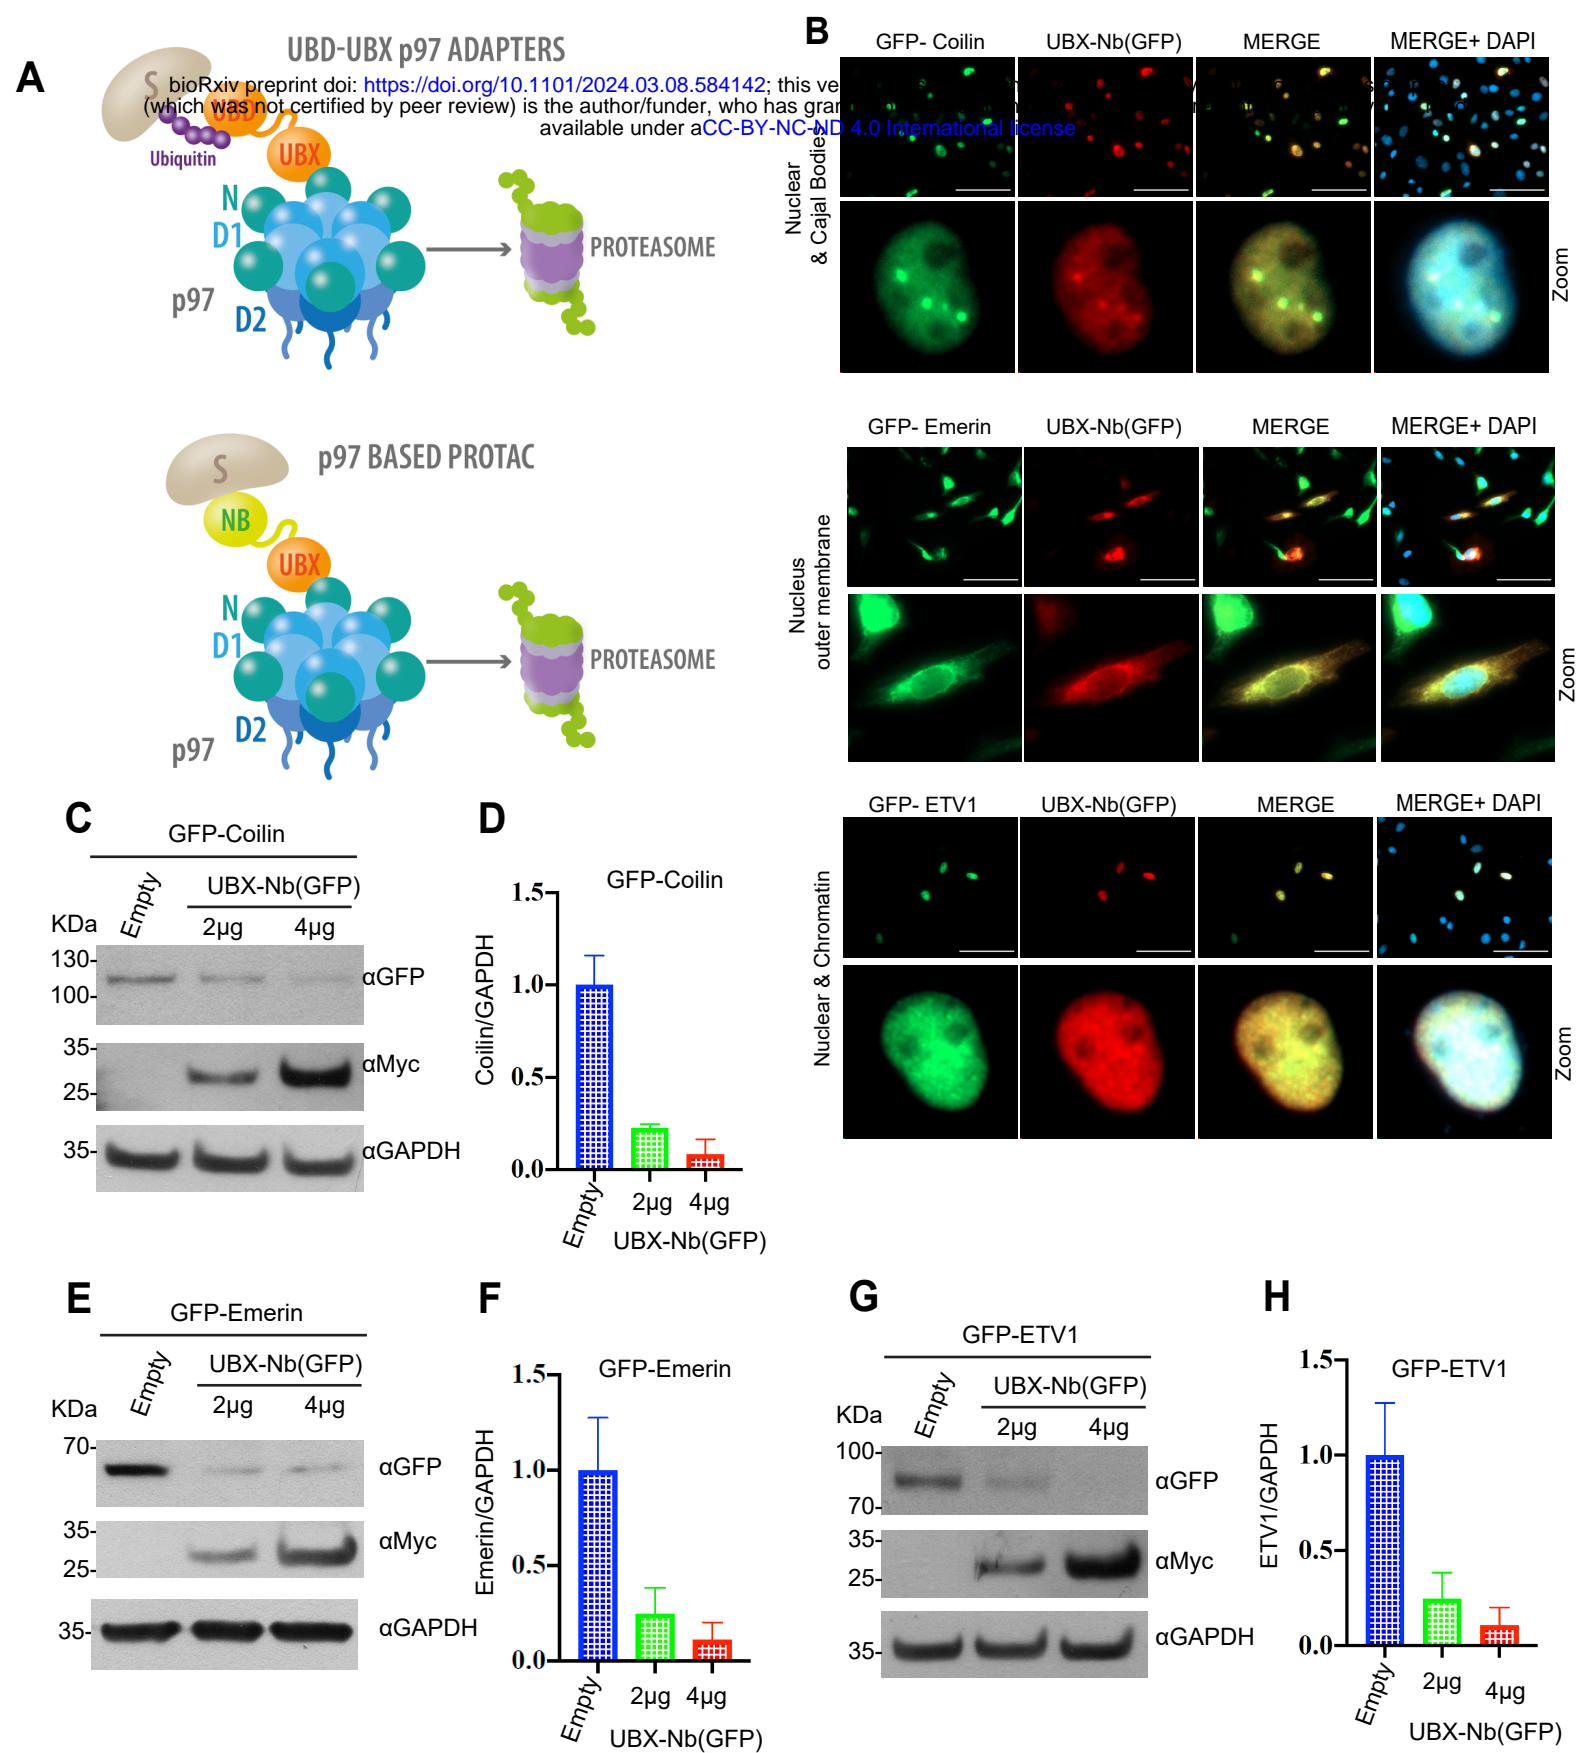 A
UBD-UBX p97 ADAPTERS
S
bioRxiv preprint doi: https://doi.org/10.1101/2024.03.08.584142; this ve
(which was not certified by peer review) is the author/funder, who has gran
available under aCC-BY-NC-ND 4.0 International license
UBD
Ubiquitin
UBX
N
D1
p97
D2
PROTEASOME
p97 BASED PROTAC
S
NB
UBX
N
D1
D2
p97
PROTEASOME
B
GFP- Coilin
UBX-Nb(GFP)
MERGE
MERGE+ DAPI
Nuclear
& Cajal Bodies
Zoom
GFP- Emerin
UBX-Nb(GFP)
MERGE
MERGE+ DAPI
Nucleus
outer membrane
Zoom
GFP- ETV1
UBX-Nb(GFP)
MERGE
MERGE+ DAPI
Nuclear & Chromatin
Zoom
C
GFP-Coilin
Empty
UBX-Nb(GFP)
KDa
2µg
4µg
130-
100-
αGFP
35-
25-
αMyc
35-
αGAPDH
D
GFP-Coilin
Coilin/GAPDH
1.5
1.0
0.5
0.0
Empty
2µg
4µg
UBX-Nb(GFP)
E
GFP-Emerin
Empty
UBX-Nb(GFP)
KDa
2µg
4µg
70-
αGFP
35-
25-
αMyc
35-
αGAPDH
F
GFP-Emerin
Emerin/GAPDH
1.5
1.0
0.5
0.0
Empty
2µg
4µg
UBX-Nb(GFP)
G
GFP-ETV1
Empty
UBX-Nb(GFP)
KDa
2µg
4µg
100-
70-
αGFP
35-
25-
αMyc
35-
αGAPDH
H
GFP-ETV1
ETV1/GAPDH
1.5
1.0
0.5
0.0
Empty
2µg
4µg
UBX-Nb(GFP)